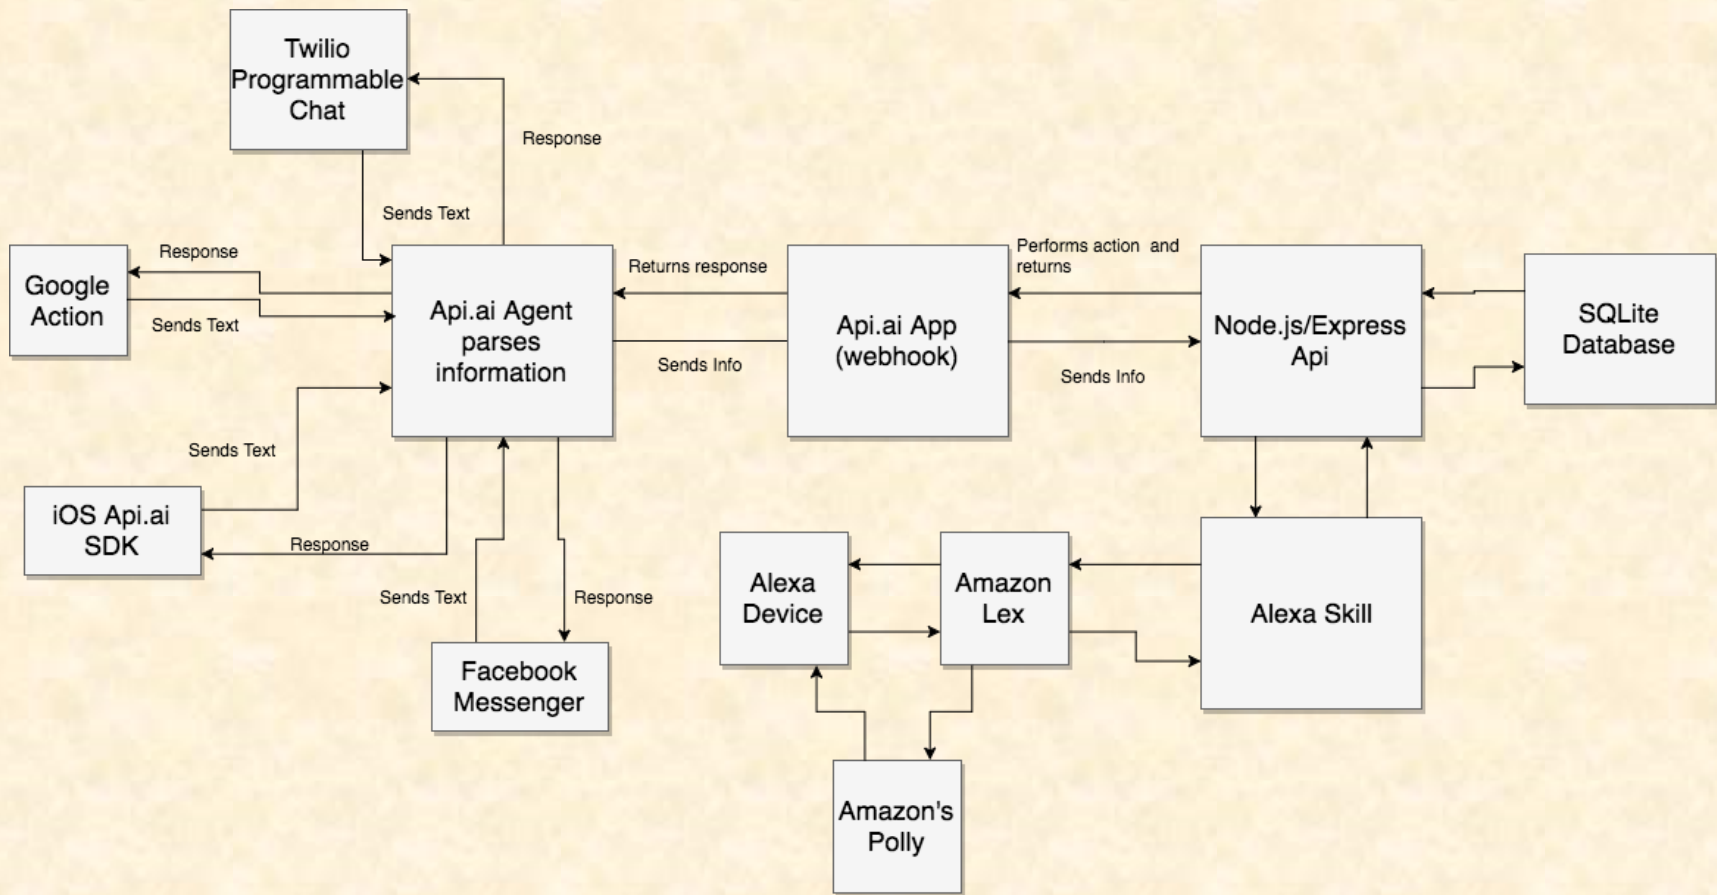 Twilio
Programmable
Chat
Response
Sends Text
Google
Action
Response
Sends Text
Api.ai Agent
parses
information
Returns response
Sends Info
Api.ai App
(webhook)
Performs action and
returns
Sends Info
Node.js/Express
Api
SQLite
Database
Sends Text
iOS Api.ai
SDK
Response
Sends Text
Response
Facebook
Messenger
Alexa
Device
Amazon
Lex
Alexa Skill
Amazon's
Polly